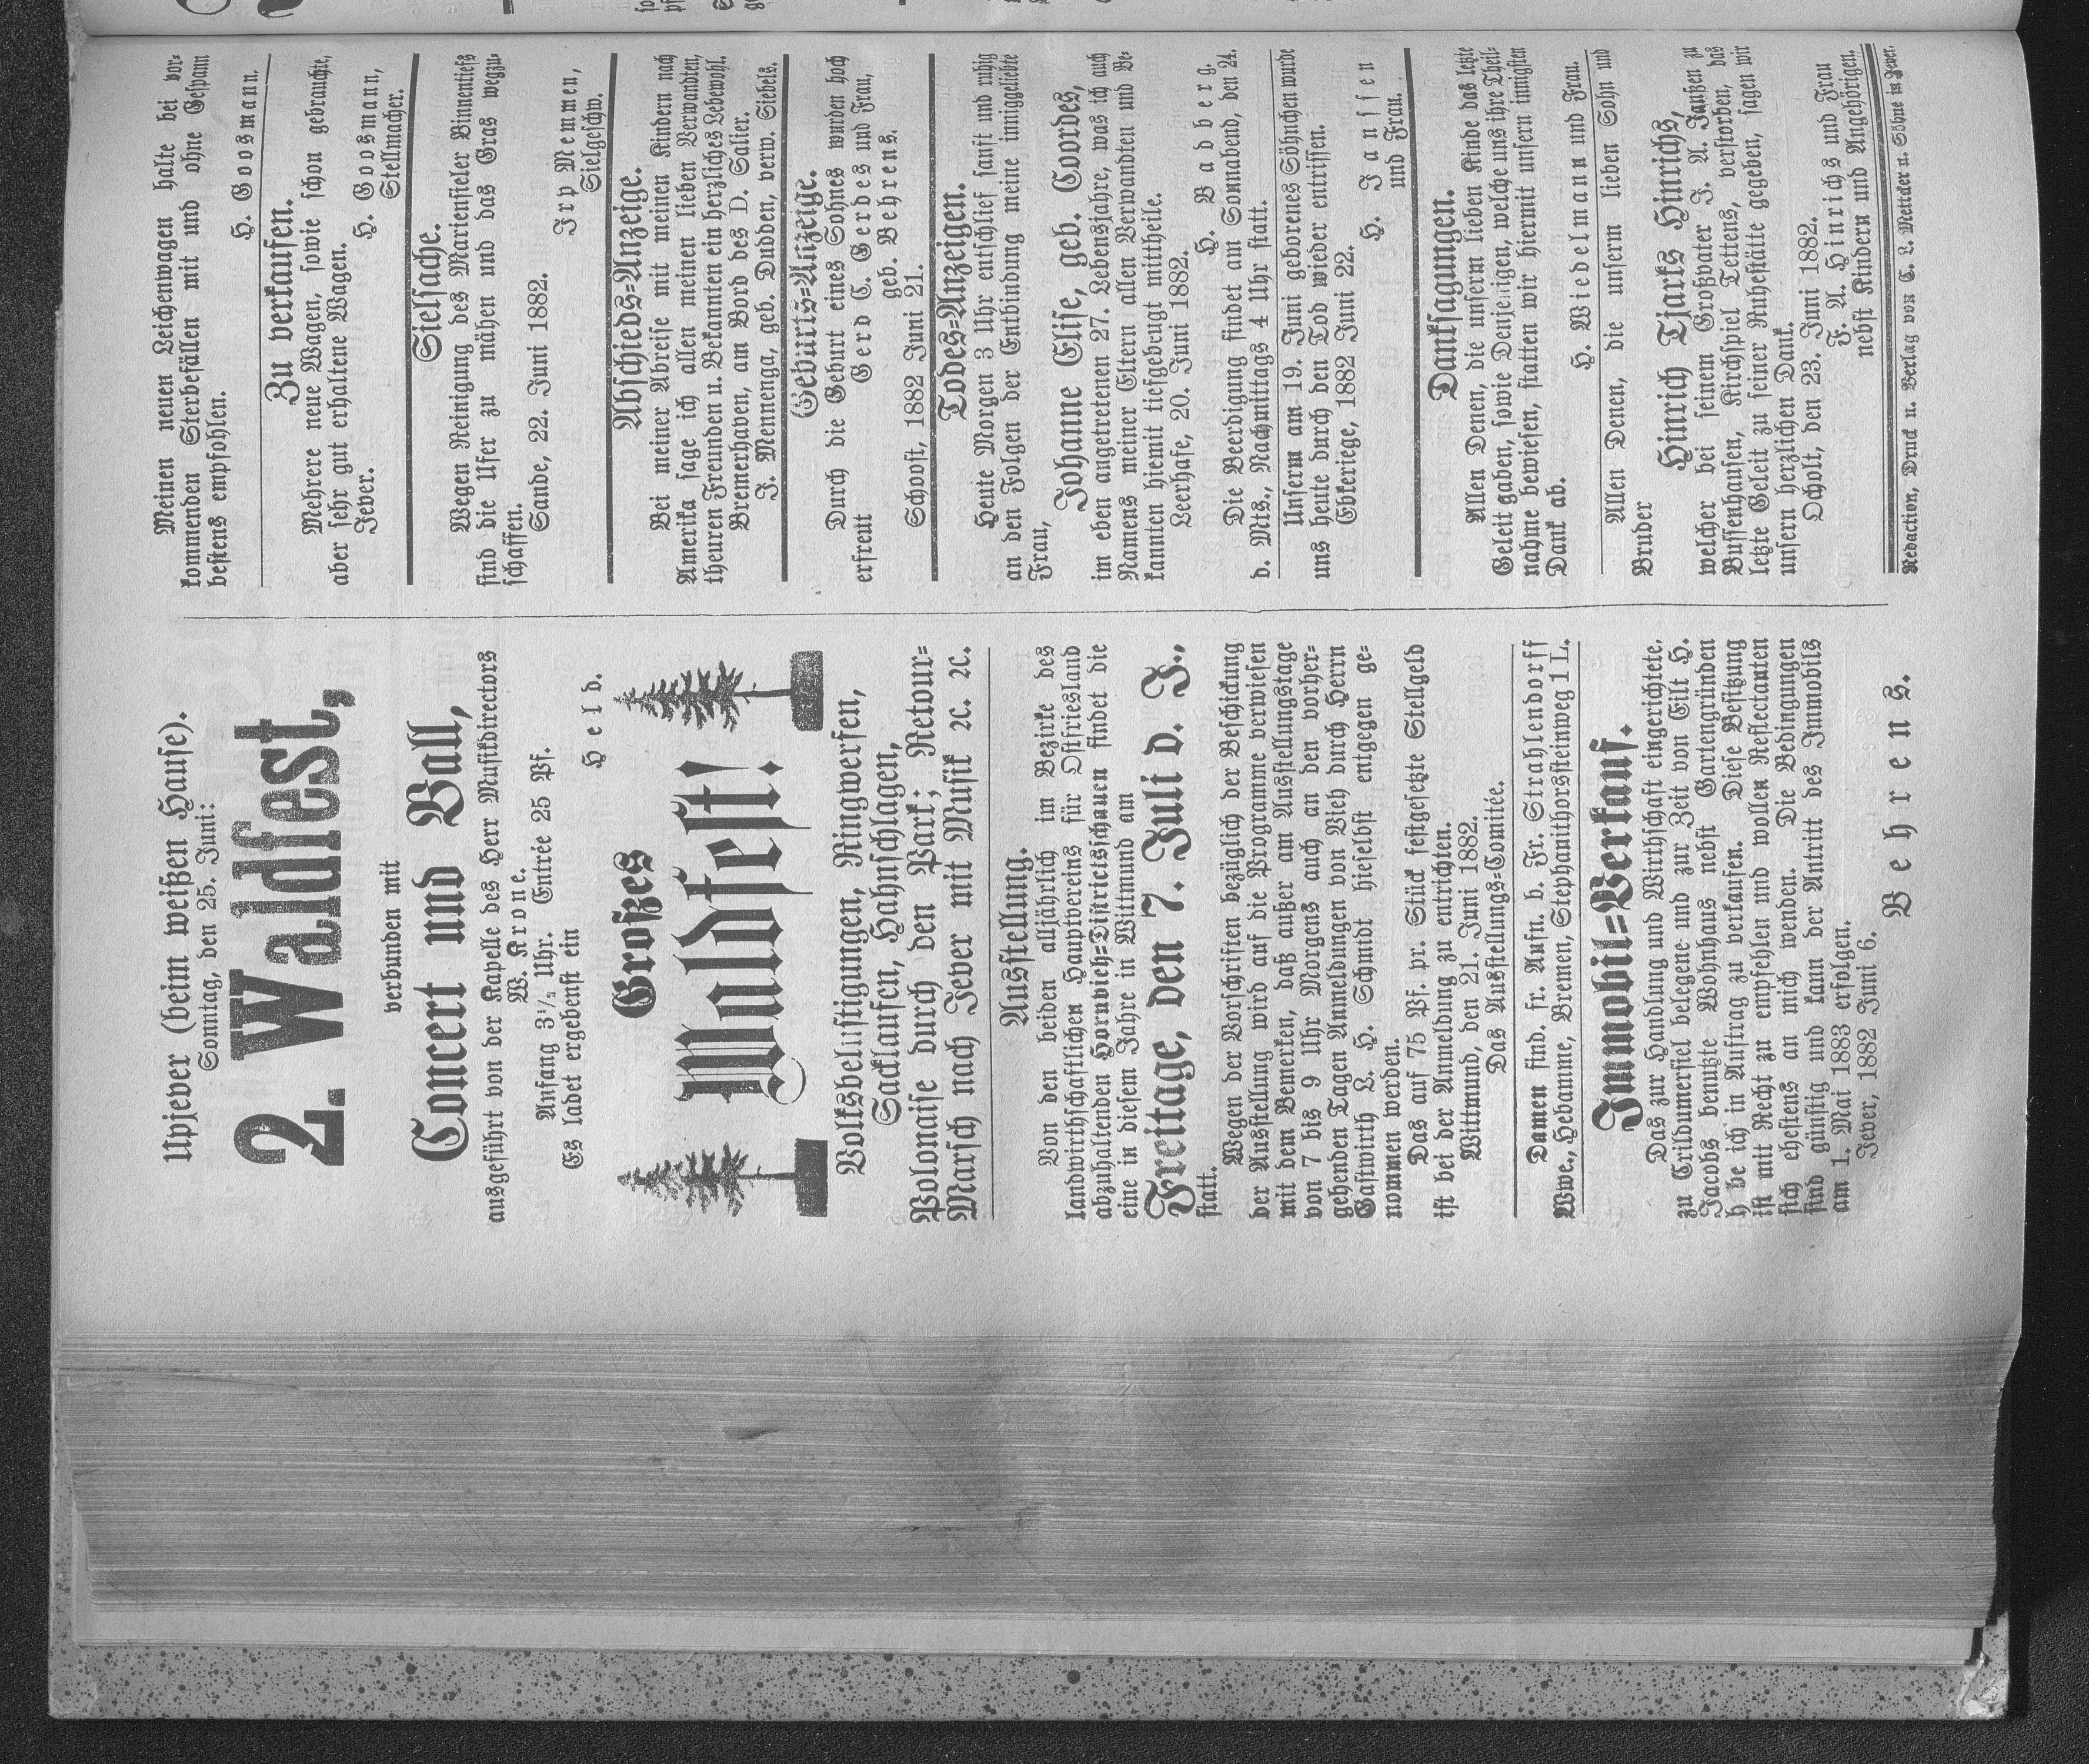 Upjever (beim weißen Hause).
Sonntag, den 25. Juni:
2. Waldfest,
verbunden mit
Concert und Ball,
ausgeführt von der Kapelle des Herr Musikdirectors
W. Krone.
Anfang 3½ Uhr. Entrée 25 Pf.
Es ladet ergebenst ein
Held.
Großes
Waldfest!
Volksbelustigungen, Ringwerfen,
Sacklaufen, Hahnschlagen,
Polonaise durch den Park; Retour-
Marsch nach Jever mit Musik ꝛc. ꝛc.
Ausstellung.
Von den beiden alljährlich im Bezirke des
landwirthschaftlichen Hauptvereins für Ostfriesland
abzuhaltenden Hornvieh=Districtsschauen findet die
eine in diesem Jahre in Wittmund am
Freitage, den 7. Juli d. J.,
statt.
Wegen der Vorschriften bezüglich der Beschickung
der Ausstellung wird auf die Programme verwiesen
mit dem Bemerken, daß außer am Ausstellungstage
von 7 bis 9 Uhr Morgens auch an den vorher-
gehenden Tagen Anmeldungen von Vieh durch Herrn
Gastwirth L. H. Schmidt hieselbst entgegen ge-
nommen werden.
Das auf 75 Pf. pr. Stück festgesetzte Stellgeld
ist bei der Anmeldung zu entrichten.
Wittmund, den 21. Juni 1882.
Das Ausstellungs=Comitée.
Damen find. fr. Aufn. b. Fr. Strahlendorff
Wwe., Hebamme, Bremen, Stephanithorssteinweg 1 L.
Immobil=Verkauf.
Das zur Handlung und Wirthschaft eingerichtete,
zu Crildumersiel belegene und zur Zeit von Eilt H.
Jacobs benutzte Wohnhaus nebst Gartengründen
h be ich in Auftrag zu verkaufen. Diese Besitzung
ist mit Recht zu empfehlen und wollen Reflectanten
sich ehestens an mich wenden. Die Bedingungen
sind günstig und kann der Antritt des Immobils
am 1. Mai 1883 erfolgen.
Jever, 1882 Juni 6.
Behrens.
Meinen neuen Leichenwagen halte bei vor-
kommenden Sterbefällen mit und ohne Gespann
bestens empfohlen.
H. Goosmann.
Zu verkaufen.
Mehrere neue Wagen, sowie schon gebrauchte,
aber sehr gut erhaltene Wagen.
Jever.
H. Goosmann,
Stellmacher.
Sielsache.
Wegen Reinigung des Mariensieler Binnentiefs
sind die Ufer zu mähen und das Gras wegzu-
schaffen.
Sande, 22. Juni 1882.
Irp Memmen,
Sielgeschw.
Abschieds=Anzeige.
Bei meiner Abreise mit meinen Kindern nach
Amerika sage ich allen meinen lieben Verwandten,
theuren Freunden u. Bekannten ein herzliches Lebewohl.
Bremerhaven, am Bord des D. Salier.
J. Mennenga, geb. Dudden, verw. Siebels.
Geburts=Anzeige.
Durch die Geburt eines Sohnes wurden hoch
erfreut
Gerd C. Gerdes und Frau,
geb. Behrens.
Schoost, 1882 Juni 21.
Todes=Anzeigen.
Heute Morgen 3 Uhr entschlief sanft und ruhig
an den Folgen der Entbindung meine inniggeliebte
Frau,
Johanne Elise, geb. Coordes,
im eben angetretenen 27. Lebensjahre, was ich auch
Namens meiner Eltern allen Verwandten und Be-
kannten hiemit tiefgebeugt mittheile.
Leerhafe, 20. Juni 1882.
H. Badberg.
Die Beerdigung findet am Sonnabend, den 24.
d. Mts., Nachmittags 4 Uhr statt.
Unserm am 19. Juni geborenes Söhnchen wurde
uns heute durch den Tod wieder entrissen.
Ebkeriege, 1882 Juni 22.
H. Janssen
und Frau.
Danksagungen.
Allen Denen, die unserm lieben Kinde das letzte
Geleit gaben, sowie Denjenigen, welche uns ihre Theil-
nahme bewiesen, statten wir hiermit unsern innigsten
Dank ab.
H. Wiedelmann und Frau.
Allen Denen, die unserm lieben Sohn und
Bruder
Hinrich Tjarks Hinrichs,
welcher bei seinem Großvater J. A. Janßen zu
Bussenhausen, Kirchspiel Tettens, verstorben, das
letzte Geleit zu seiner Ruhestätte gegeben, sagen wir
unsern herzlichen Dank.
Ocholt, den 23. Juni 1882.
F. A. Hinrichs und Frau
nebst Kindern und Angehörigen.
Redaction, Druck u. Verlag von C. L. Mettcker u. Söhne in Jever.